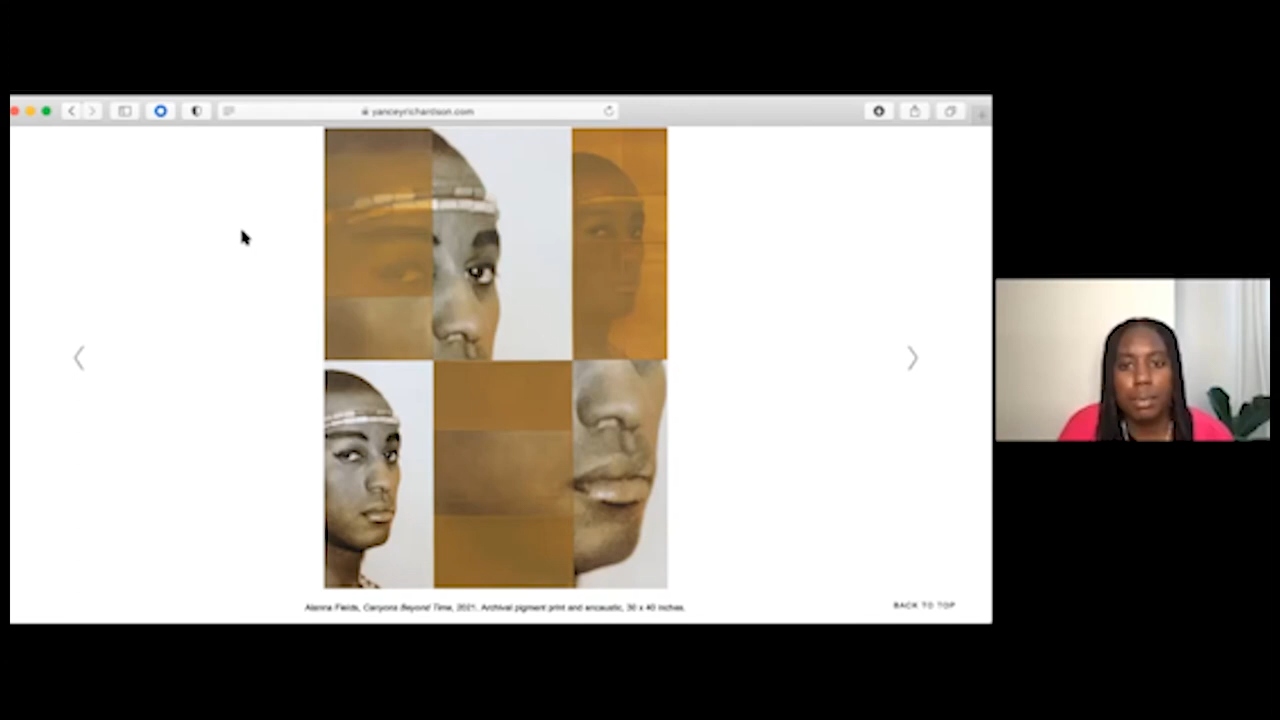 yanceyrichardson.com
Alanna Fields, Canyons Beyond Time, 2021. Archival pigment print and encaustic, 30 x 40 inches.
BACK TO TOP